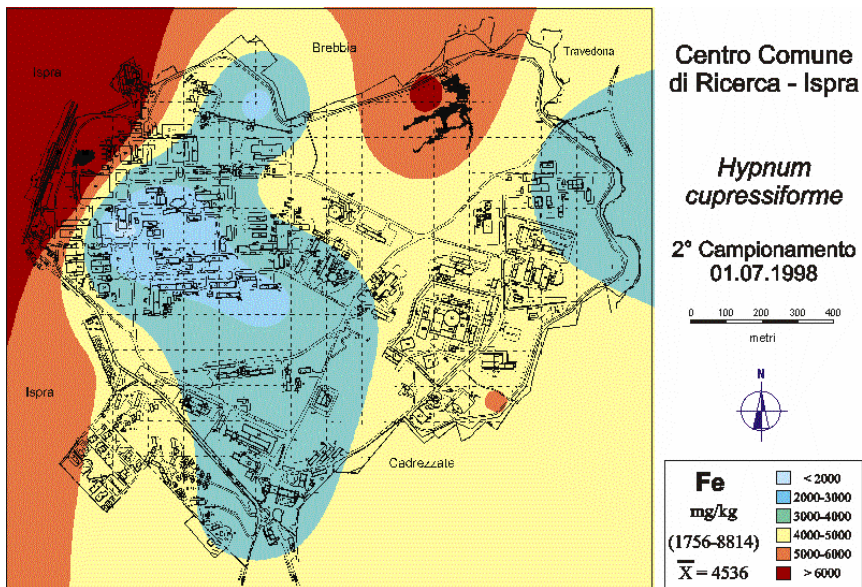 Brebbia
Travedona
Ispra
Ispra
Cadrezzate
Centro Comune
di Ricerca - Ispra
Hypnum
cupressiforme
2° Campionamento
01.07.1998
0 100 200 300 400
metri
N
Fe
mg/kg
(1756-8814)
X̅ = 4536
< 2000
2000-3000
3000-4000
4000-5000
5000-6000
> 6000